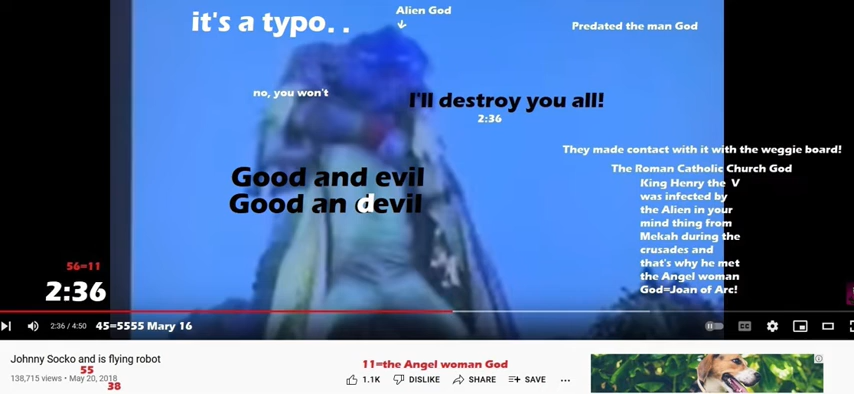 Alien God
it's a typo. .
↓
Predated the man God
no, you won't
I'll destroy you all!
2:36
They made contact with it with the weggie board!
The Roman Catholic Church God
King Henry the V
was infected by
the Alien in your
mind thing from
Mekah during the
crusades and
that's why he met
the Angel woman
God=Joan of Arc!
Good and evil
Good an devil
56=11
2:36
2:36 / 4:50
45=5555 Mary 16
CC
Johnny Socko and is flying robot
55
138,715 views • May 20, 2018
38
11=the Angel woman God
1.1K
DISLIKE
SHARE
SAVE